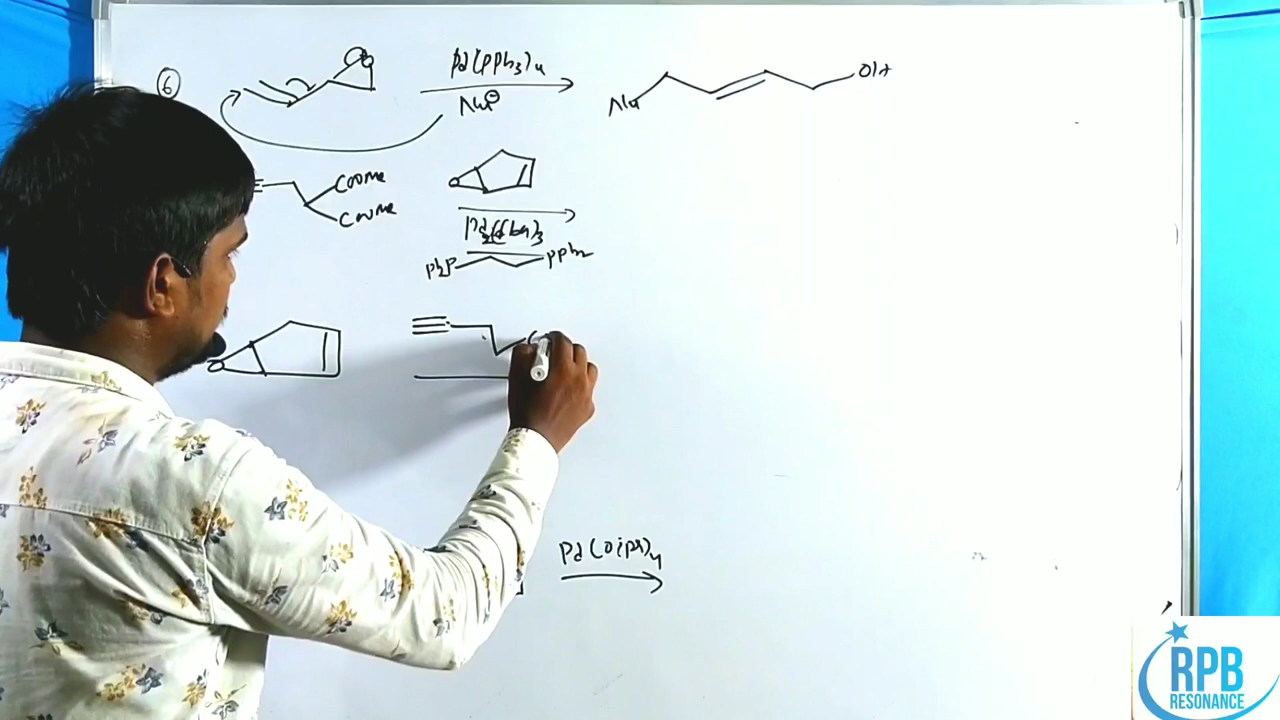 6
Pd(PPh3)4
Nu⊖
Nu
OH
COOMe
COOMe
O
Pd2(dba)3
Ph2P
PPh2
O
Pd(OiPr)4
RPB
RESONANCE